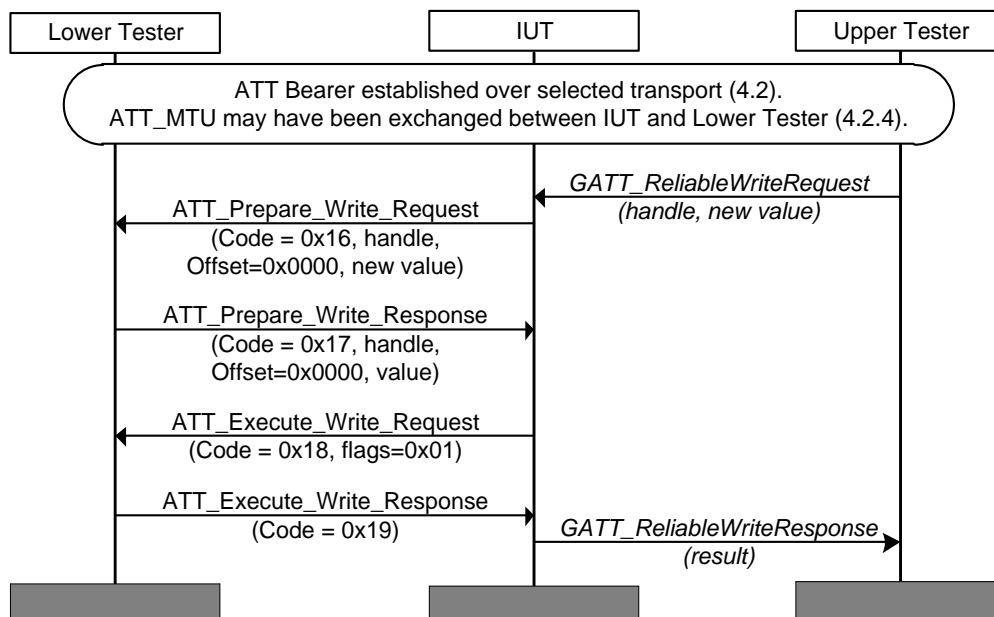 Lower Tester
IUT
Upper Tester
ATT Bearer established over selected transport (4.2).
ATT_MTU may have been exchanged between IUT and Lower Tester (4.2.4).
GATT_ReliableWriteRequest
(handle, new value)
ATT_Prepare_Write_Request
(Code = 0x16, handle,
Offset=0x0000, new value)
ATT_Prepare_Write_Response
(Code = 0x17, handle,
Offset=0x0000, value)
ATT_Execute_Write_Request
(Code = 0x18, flags=0x01)
ATT_Execute_Write_Response
(Code = 0x19)
GATT_ReliableWriteResponse
(result)